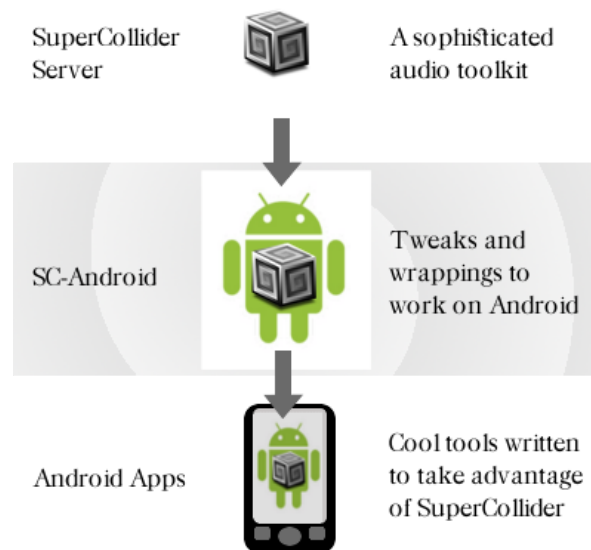 SuperCollider
Server
A sophisticated
audio toolkit
SC-Android
Tweaks and
wrappings to
work on Android
Android Apps
Cool tools written
to take advantage
of SuperCollider